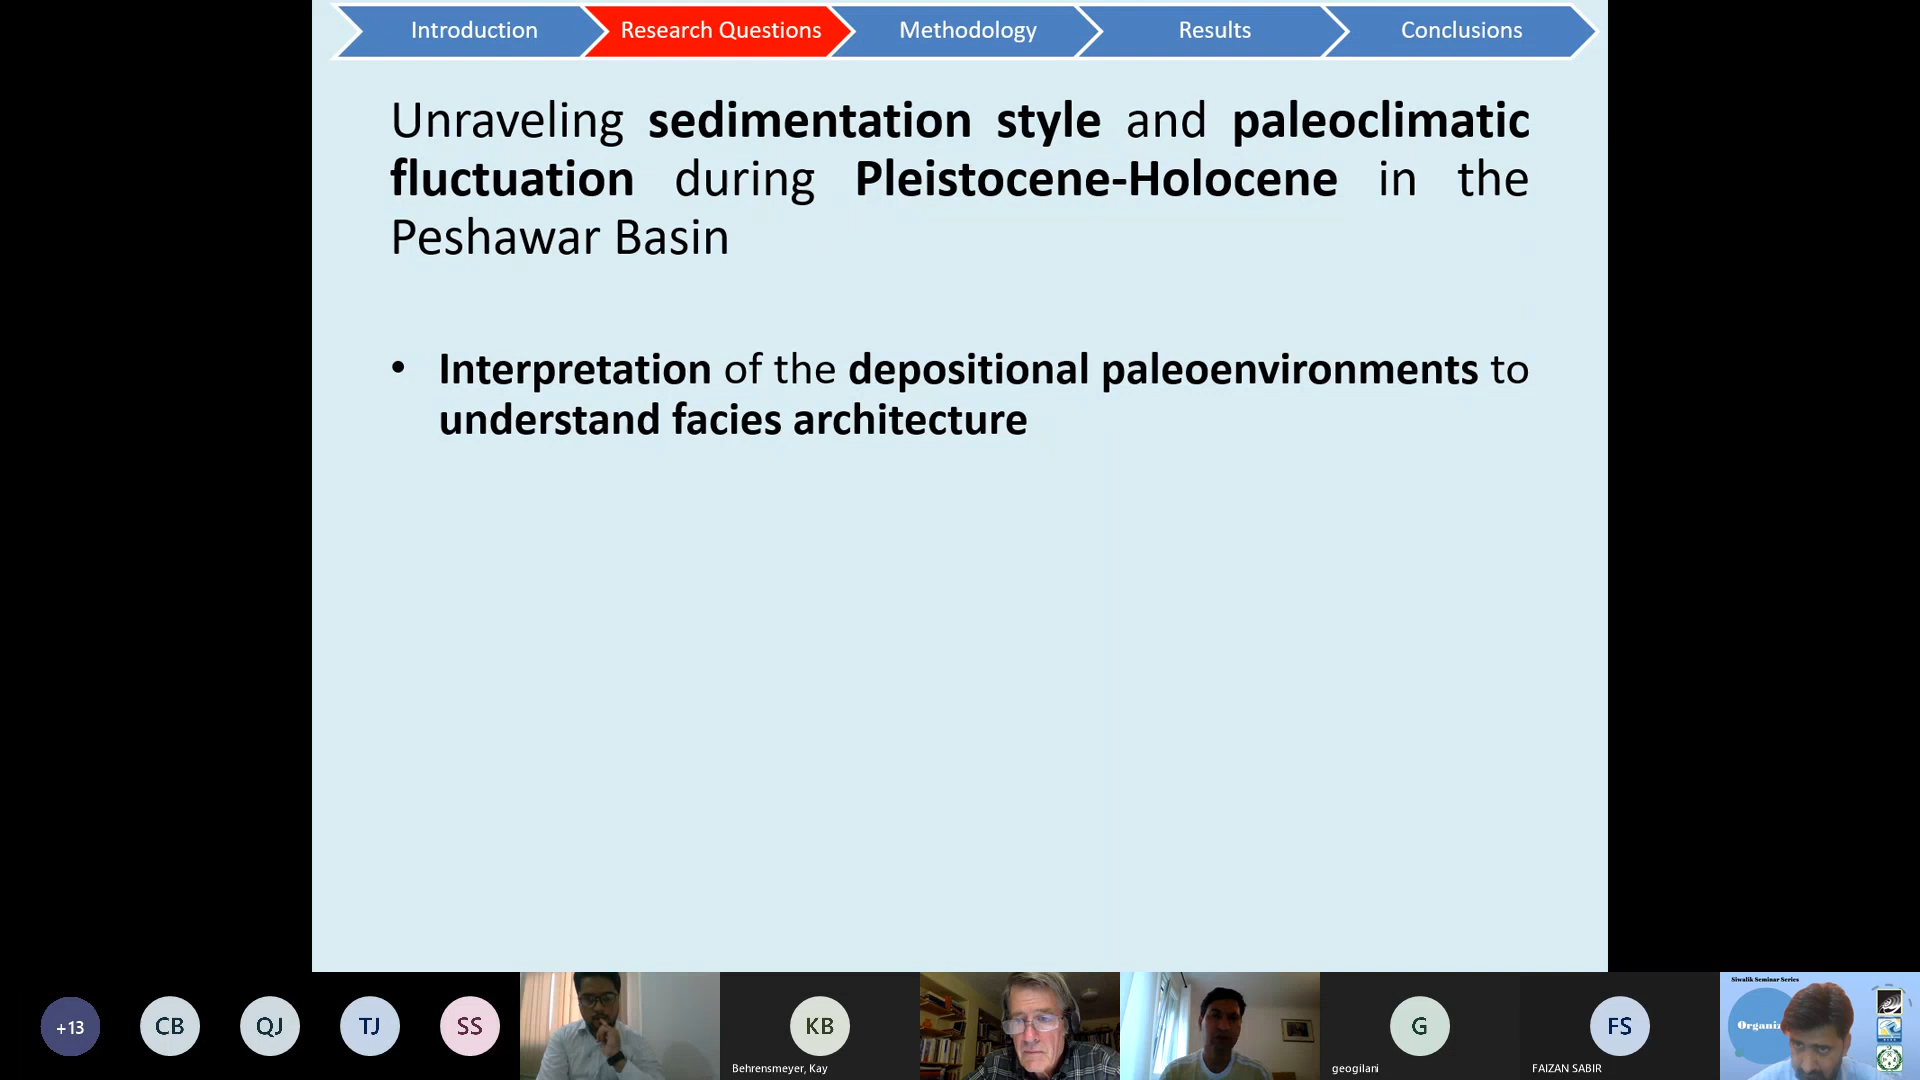 Introduction
Research Questions
Methodology
Results
Conclusions
Unraveling sedimentation style and paleoclimatic
fluctuation during Pleistocene-Holocene in the
Peshawar Basin
• Interpretation of the depositional paleoenvironments to
understand facies architecture
+13
CB
QJ
TJ
SS
KB
Behrensmeyer, Kay
G
geogilani
FS
FAIZAN SABIR
Siwalik Seminar Series